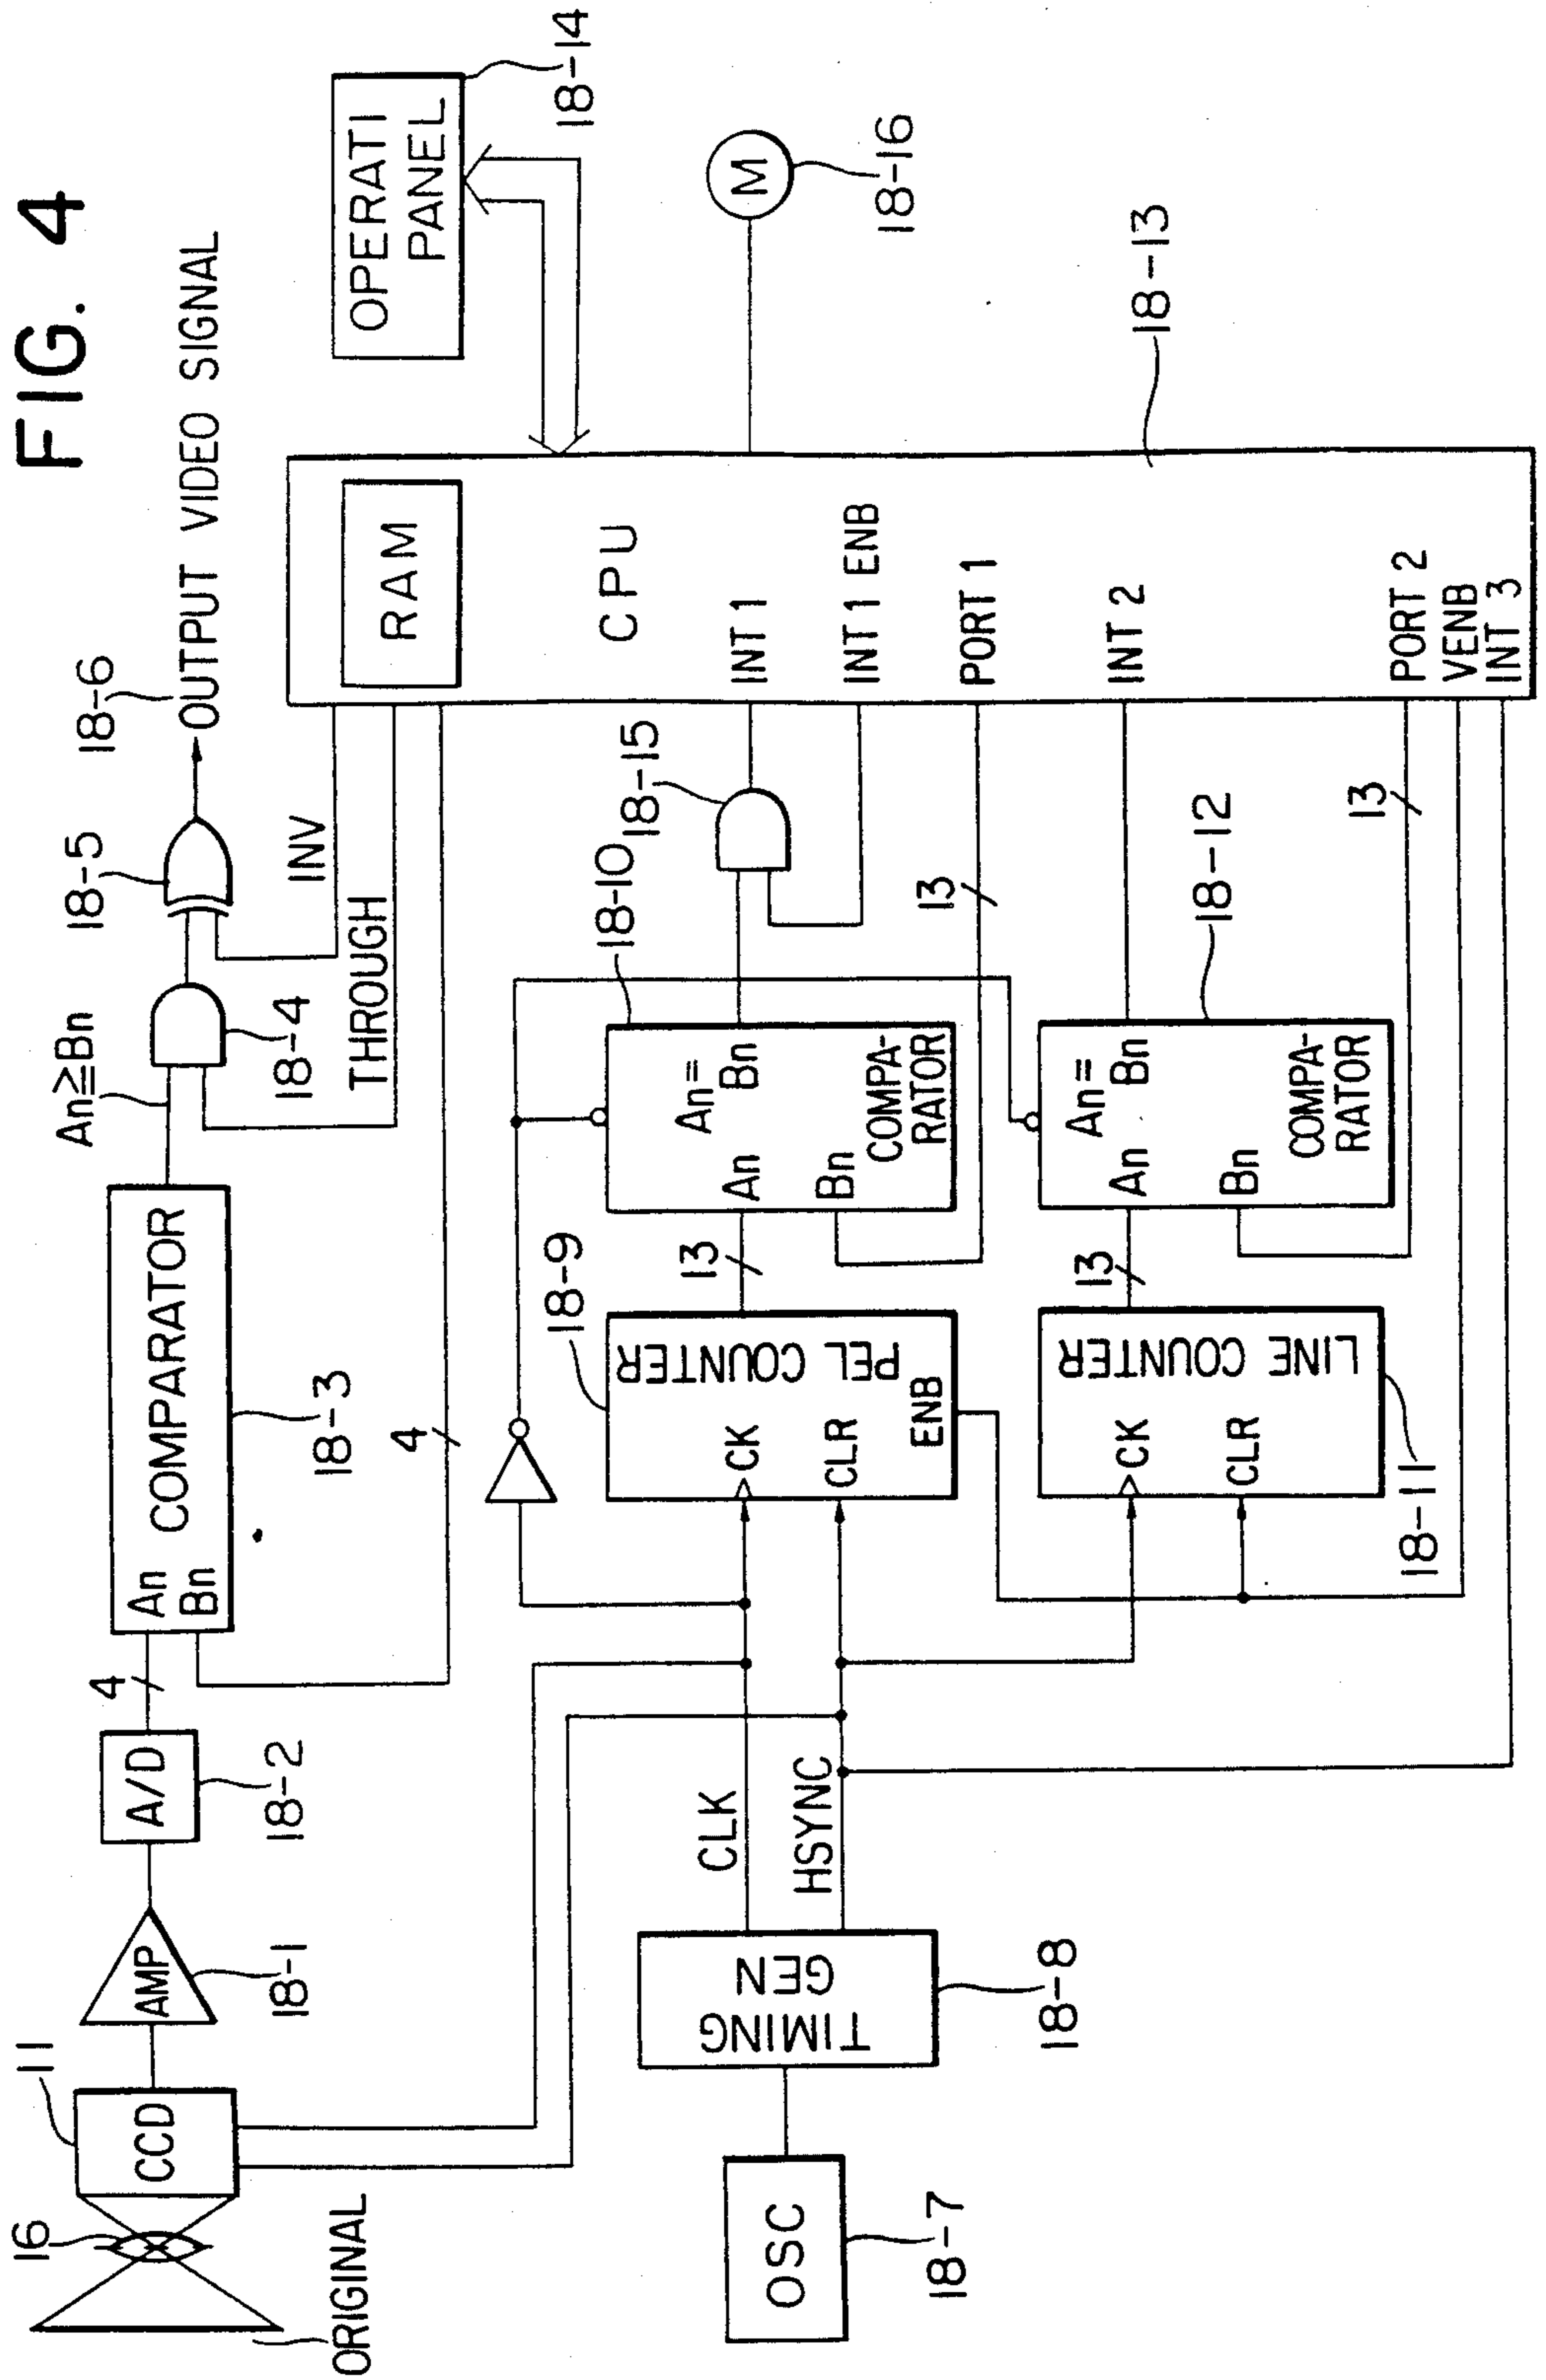 FIG. 4
16
11
CCD
ORIGINAL
AMP
18-1
A/D
18-2
4
An
Bn
COMPARATOR
18-3
An≧Bn
18-4
18-5
18-6
OUTPUT VIDEO SIGNAL
INV
THROUGH
4
RAM
CPU
INT 1
INT 1 ENB
PORT 1
INT 2
PORT 2
VENB
INT 3
18-13
OPERATI
PANEL
18-14
M
18-16
OSC
18-7
TIMING
GEN
18-8
CLK
HSYNC
18-9
CK
CLR
ENB
PEL COUNTER
13
18-10
An
Bn
An=
Bn
COMPA-
RATOR
18-15
13
CK
CLR
LINE COUNTER
18-11
13
An
Bn
An=
Bn
COMPA-
RATOR
18-12
13